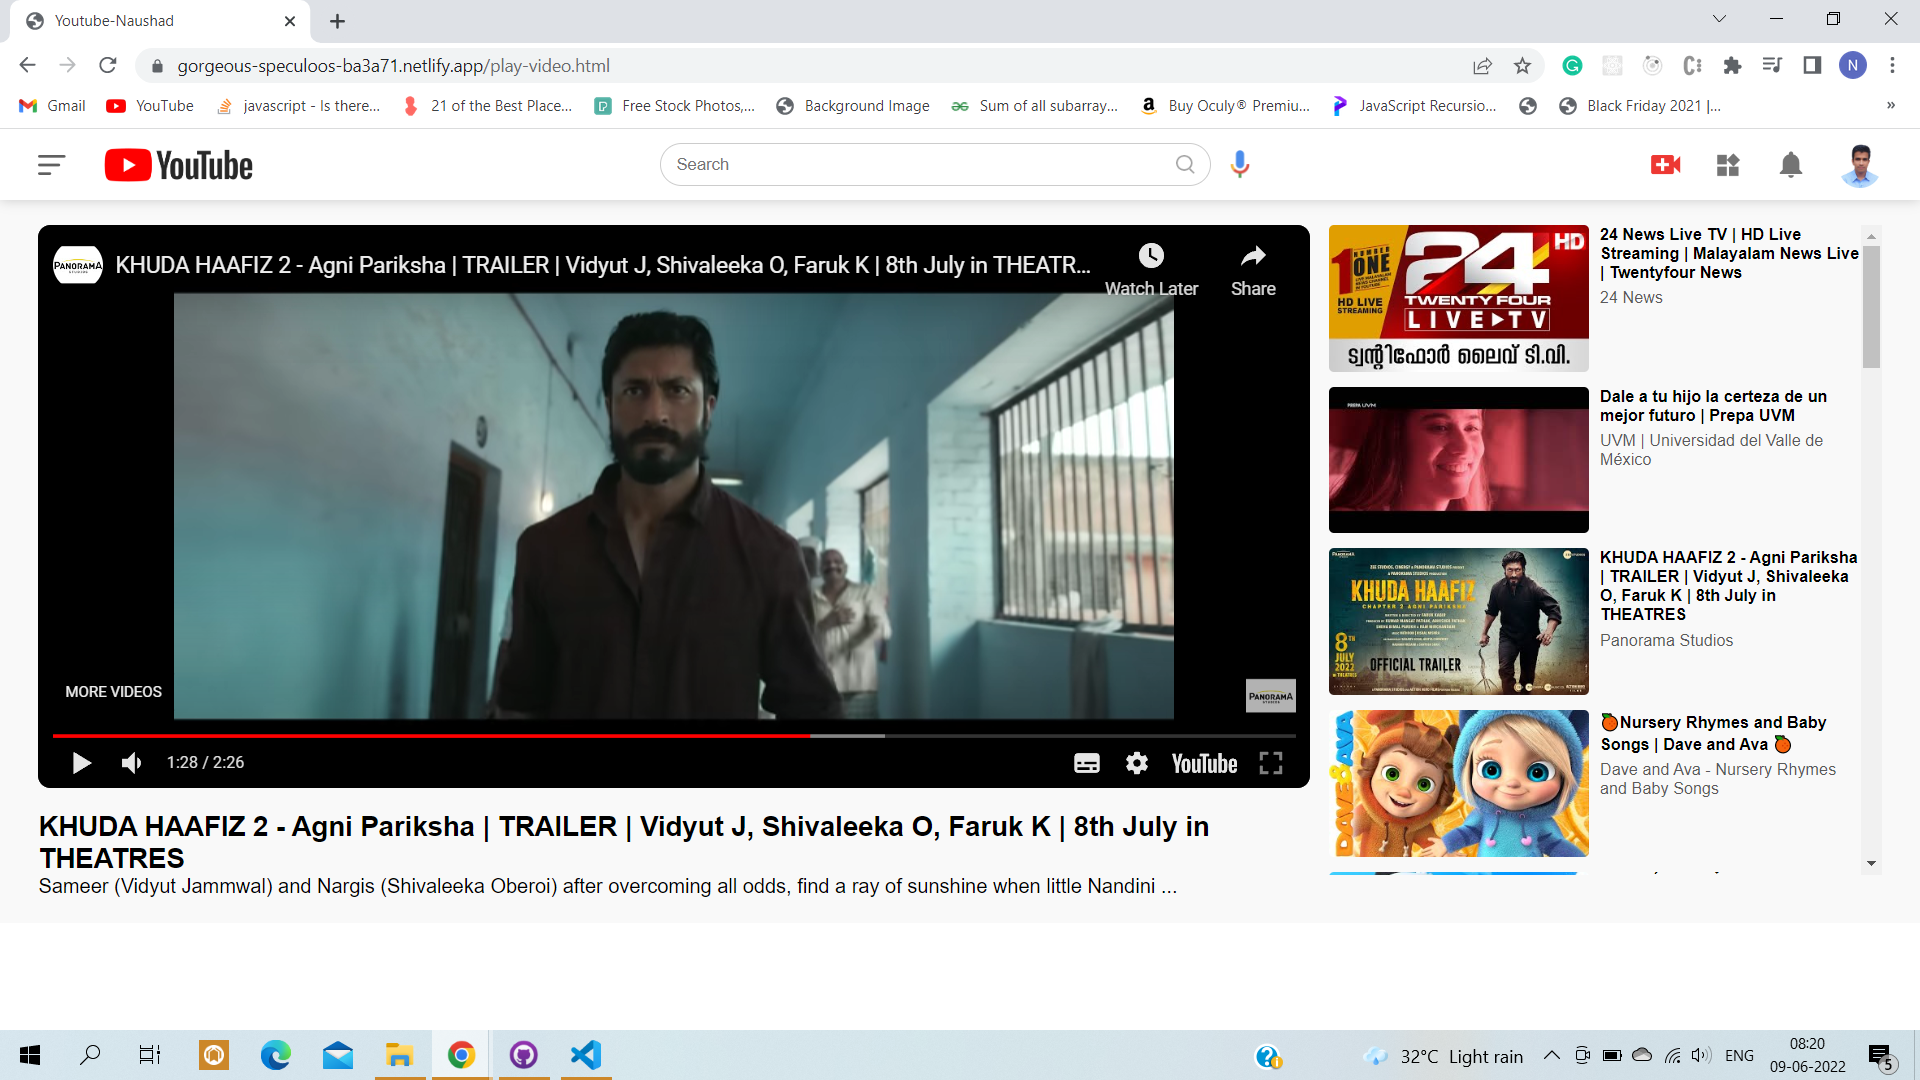 Youtube-Naushad
gorgeous-speculoos-ba3a71.netlify.app/play-video.html
N
Gmail
YouTube
javascript - Is there...
21 of the Best Place...
Free Stock Photos,...
Background Image
Sum of all subarray...
Buy Oculy® Premiu...
JavaScript Recursio...
Black Friday 2021 |...
»
YouTube
Search
PANORAMA
STUDIOS
KHUDA HAAFIZ 2 - Agni Pariksha | TRAILER | Vidyut J, Shivaleeka O, Faruk K | 8th July in THEATR...
Watch Later
Share
MORE VIDEOS
PANORAMA
STUDIOS
1:28 / 2:26
YouTube
KHUDA HAAFIZ 2 - Agni Pariksha | TRAILER | Vidyut J, Shivaleeka O, Faruk K | 8th July in
THEATRES
Sameer (Vidyut Jammwal) and Nargis (Shivaleeka Oberoi) after overcoming all odds, find a ray of sunshine when little Nandini ...
NUMBER
ONE
HD LIVE
STREAMING
24
HD
TWENTY FOUR
LIVE TV
ട്വന്റിഫോർ ലൈവ് ടി.വി.
24 News Live TV | HD Live
Streaming | Malayalam News Live
| Twentyfour News
24 News
PREPA UVM
Dale a tu hijo la certeza de un
mejor futuro | Prepa UVM
UVM | Universidad del Valle de
México
KHUDA HAAFIZ
CHAPTER 2 AGNI PARIKSHA
8TH
JULY
2022
OFFICIAL TRAILER
KHUDA HAAFIZ 2 - Agni Pariksha
| TRAILER | Vidyut J, Shivaleeka
O, Faruk K | 8th July in
THEATRES
Panorama Studios
DAVE&AVA
🍊Nursery Rhymes and Baby
Songs | Dave and Ava 🍊
Dave and Ava - Nursery Rhymes
and Baby Songs
32°C Light rain
ENG
08:20
09-06-2022
5